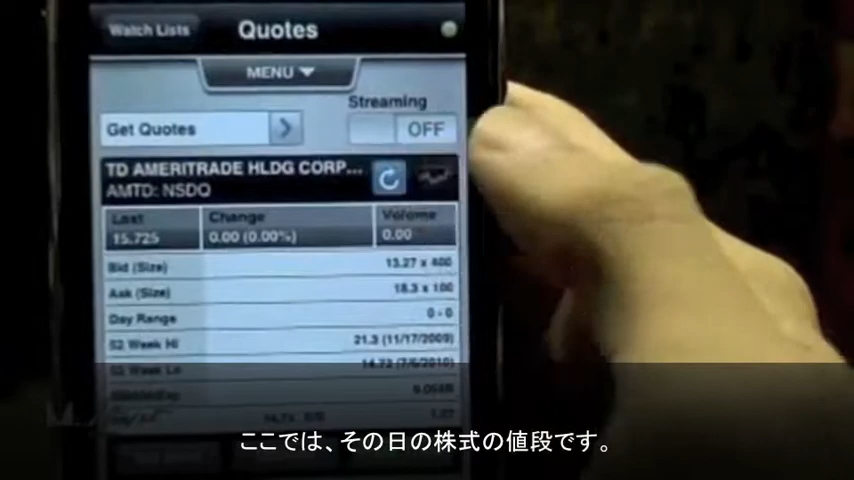 Watch Lists
Quotes
MENU
Streaming
Get Quotes
OFF
TD AMERITRADE HLDG CORP...
AMTD: NSDQ
Last Change Volume
15.725 0.00 (0.00%) 0.00
Bid (Size) 13.27 x 400
Ask (Size) 18.3 x 100
Day Range 0 - 0
52 Week Hi 21.3 (11/17/2009)
52 Week Lo 14.72 (7/6/2010)
ここでは、その日の株式の値段です。